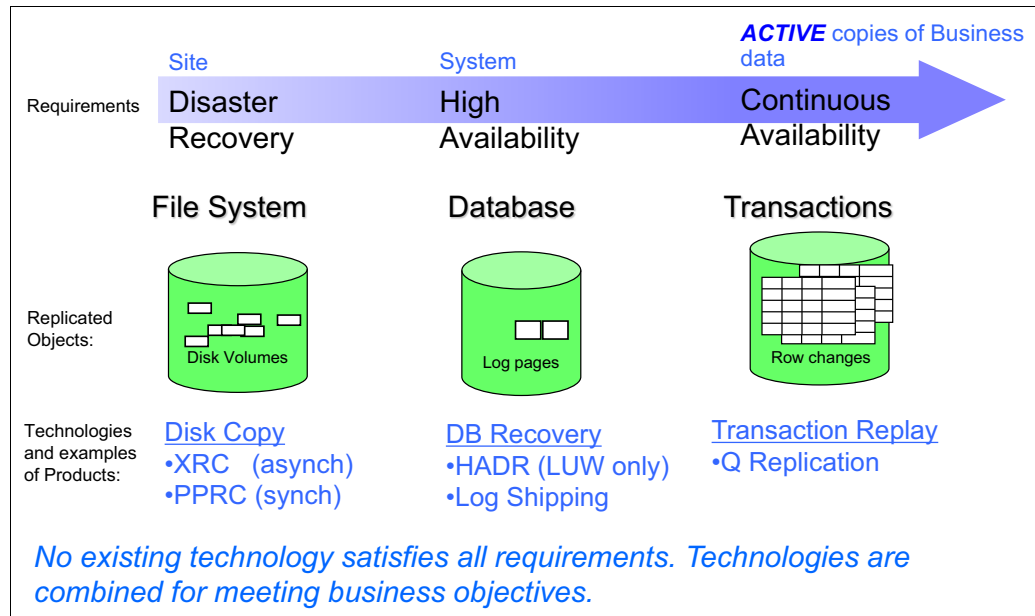 ACTIVE copies of Business
data
Site
System
Requirements
Disaster
Recovery
High
Availability
Continuous
Availability
File System
Database
Transactions
Replicated
Objects:
Disk Volumes
Log pages
Row changes
Technologies
and examples
of Products:
Disk Copy
•XRC (asynch)
•PPRC (synch)
DB Recovery
•HADR (LUW only)
•Log Shipping
Transaction Replay
•Q Replication
No existing technology satisfies all requirements. Technologies are
combined for meeting business objectives.